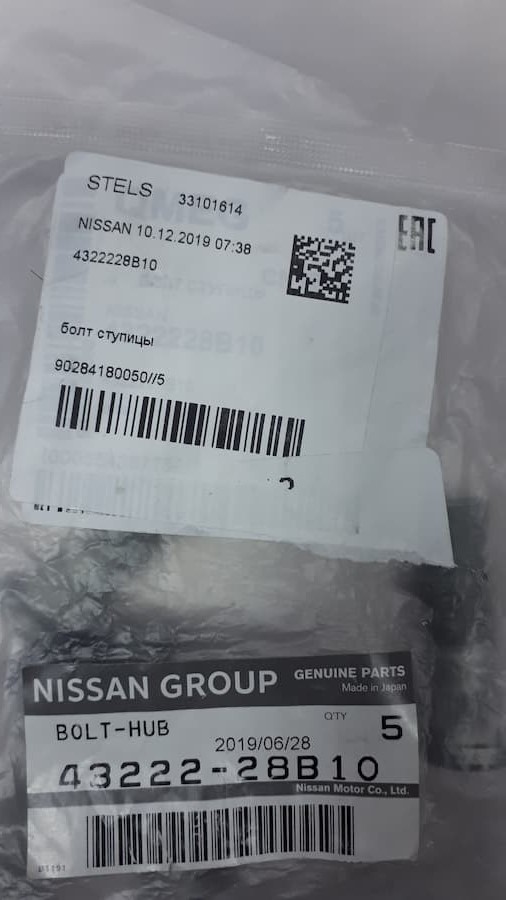 STELS 33101614
NISSAN 10.12.2019 07:38
EAC
4322228B10
болт ступицы
90284180050//5
NISSAN GROUP GENUINE PARTS
Made in Japan
BOLT-HUB Q'TY 5
2019/06/28
43222-28B10
Nissan Motor Co., Ltd.